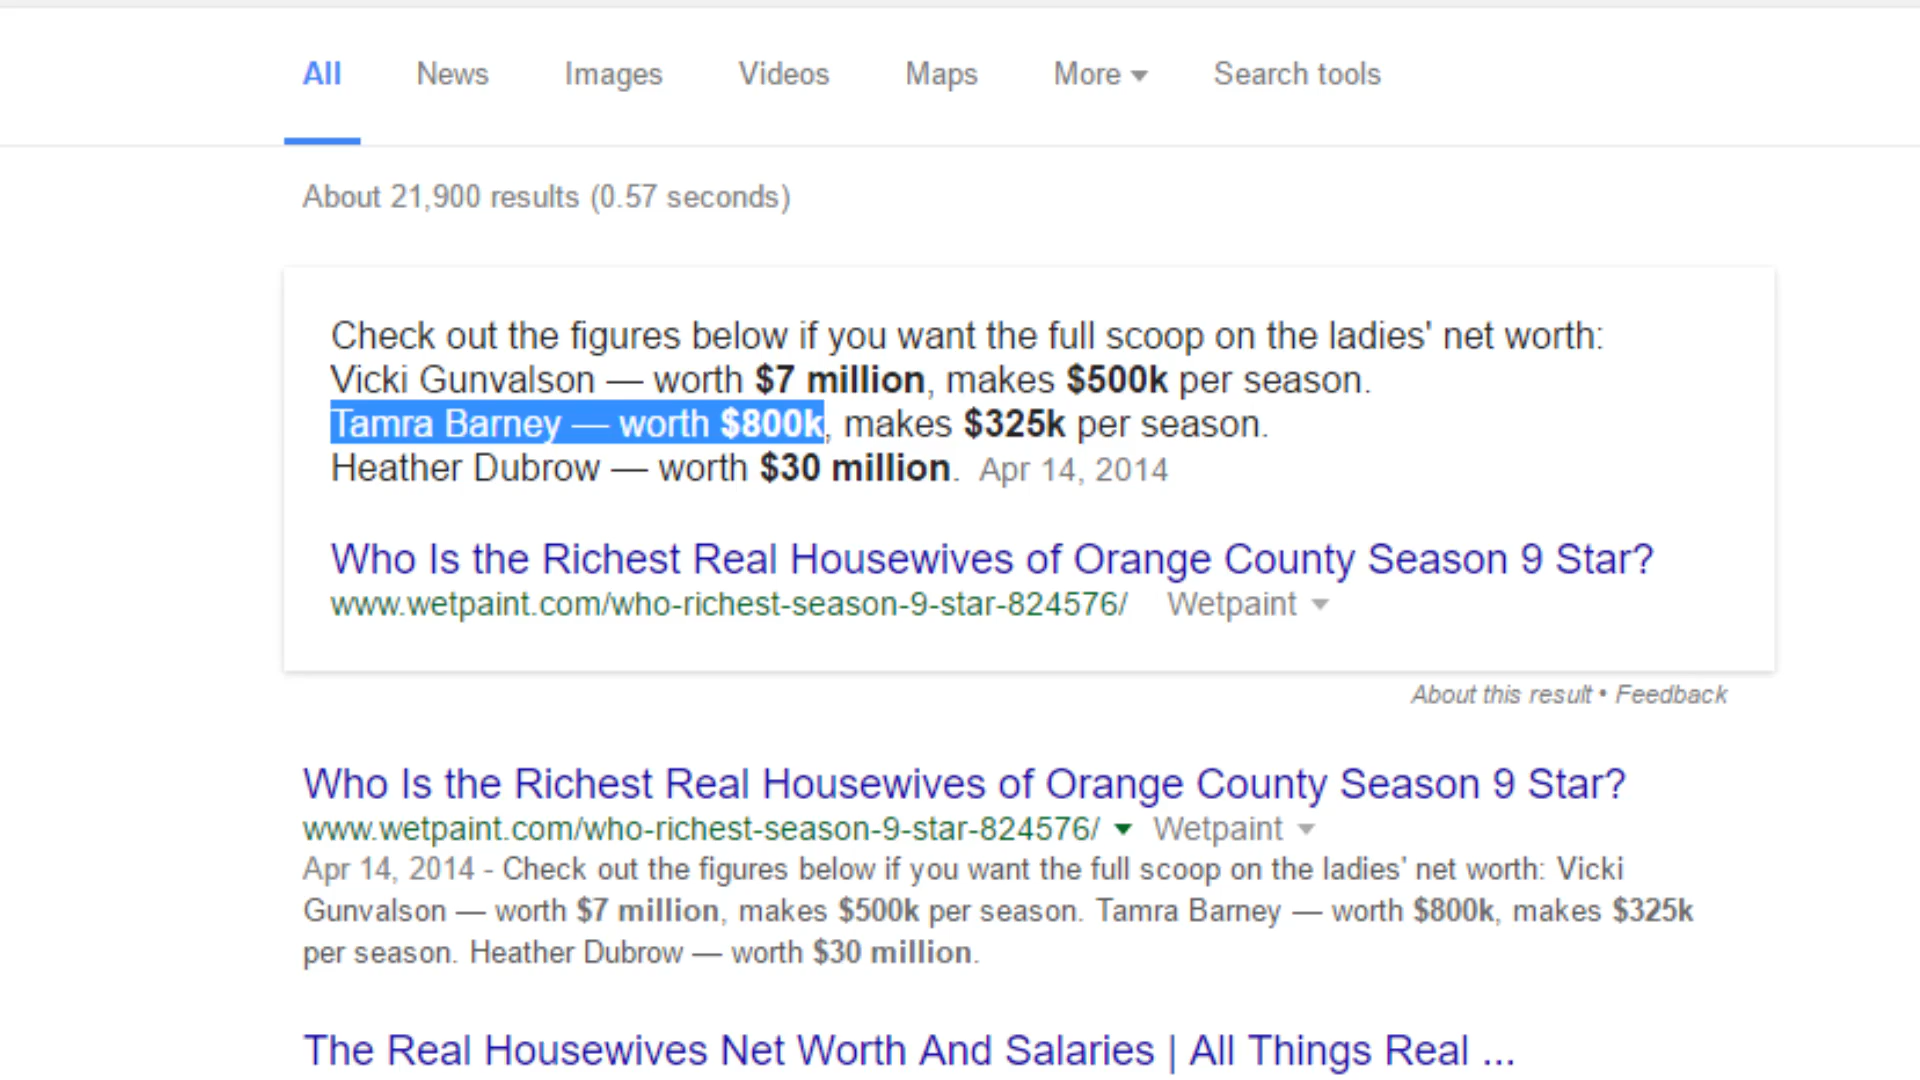 All News Images Videos Maps More Search tools
About 21,900 results (0.57 seconds)
Check out the figures below if you want the full scoop on the ladies' net worth:
Vicki Gunvalson — worth $7 million, makes $500k per season.
Tamra Barney — worth $800k, makes $325k per season.
Heather Dubrow — worth $30 million. Apr 14, 2014
Who Is the Richest Real Housewives of Orange County Season 9 Star?
www.wetpaint.com/who-richest-season-9-star-824576/ Wetpaint
About this result • Feedback
Who Is the Richest Real Housewives of Orange County Season 9 Star?
www.wetpaint.com/who-richest-season-9-star-824576/ Wetpaint
Apr 14, 2014 - Check out the figures below if you want the full scoop on the ladies' net worth: Vicki
Gunvalson — worth $7 million, makes $500k per season. Tamra Barney — worth $800k, makes $325k
per season. Heather Dubrow — worth $30 million.
The Real Housewives Net Worth And Salaries | All Things Real ...